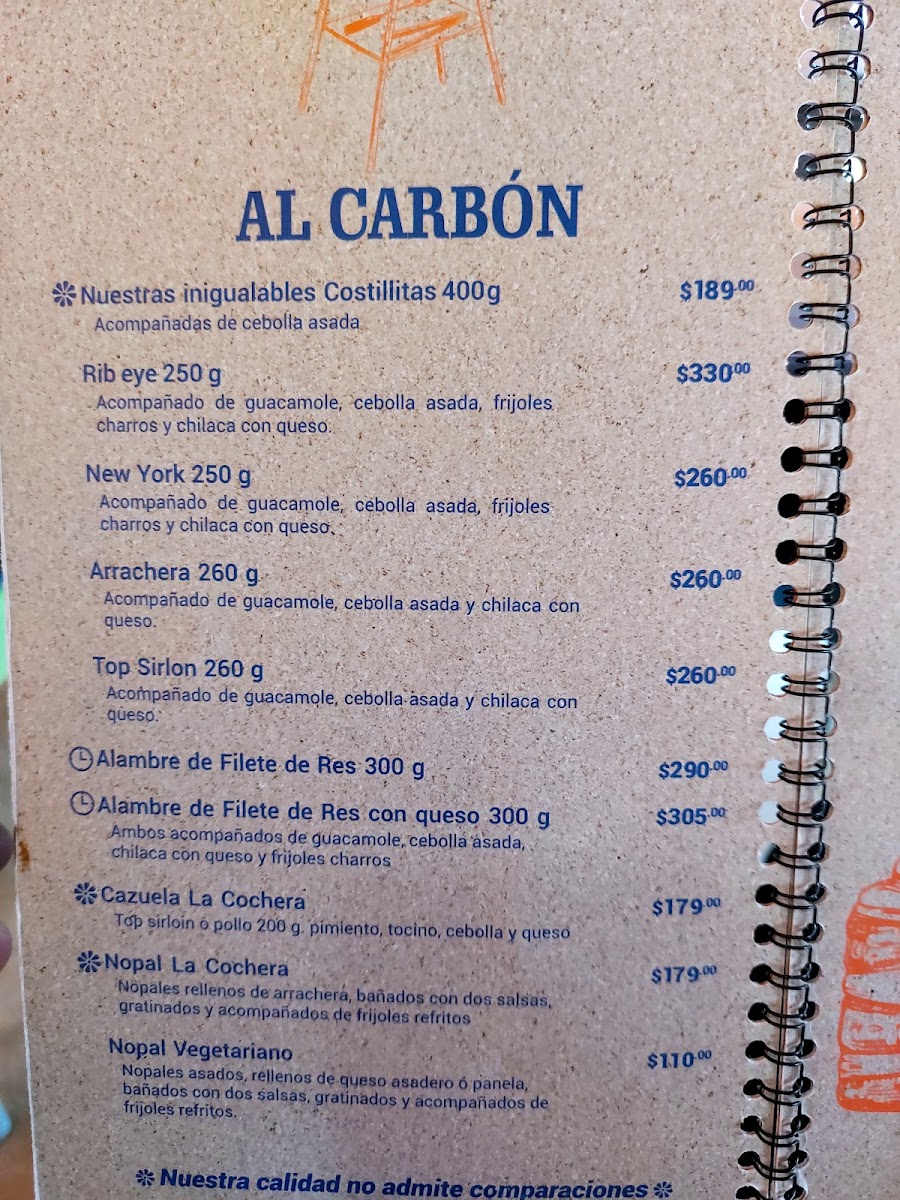 AL CARBÓN
Nuestras inigualables Costillitas 400g $189.00
Acompañadas de cebolla asada
Rib eye 250 g $330.00
Acompañado de guacamole, cebolla asada, frijoles
charros y chilaca con queso.
New York 250 g $260.00
Acompañado de guacamole, cebolla asada, frijoles
charros y chilaca con queso.
Arrachera 260 g $260.00
Acompañado de guacamole, cebolla asada y chilaca con
queso.
Top Sirlon 260 g $260.00
Acompañado de guacamole, cebolla asada y chilaca con
queso.
Alambre de Filete de Res 300 g $290.00
Alambre de Filete de Res con queso 300 g $305.00
Ambos acompañados de guacamole, cebolla asada,
chilaca con queso y frijoles charros
Cazuela La Cochera $179.00
Top sirloin o pollo 200 g. pimiento, tocino, cebolla y queso
Nopal La Cochera $179.00
Nopales rellenos de arrachera, bañados con dos salsas,
gratinados y acompañados de frijoles refritos
Nopal Vegetariano $110.00
Nopales asados, rellenos de queso asadero ó panela,
bañados con dos salsas, gratinados y acompañados de
frijoles refritos.
Nuestra calidad no admite comparaciones